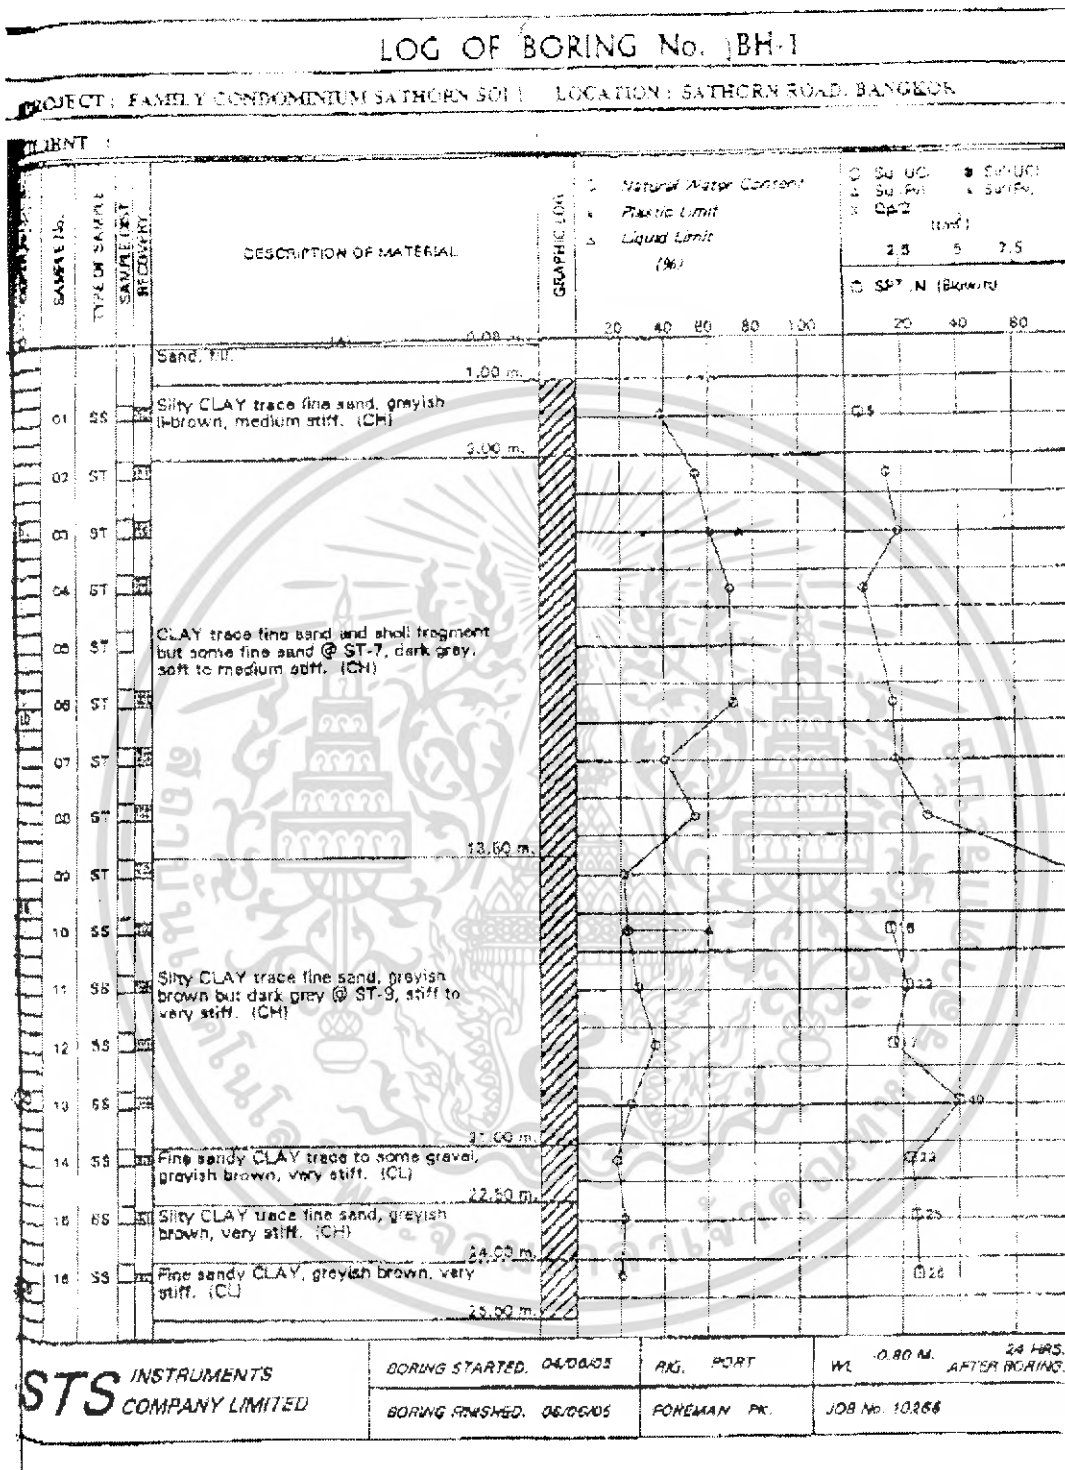 LOG OF BORING No. BH-1
PROJECT : FAMILY CONDOMINIUM SATHORN SOI 1 LOCATION : SATHORN ROAD, BANGKOK
CLIENT :
SAMPLE No.
TYPE OF SAMPLE
SAMPLE DIST
RECOVERY
DESCRIPTION OF MATERIAL
GRAPHIC LOG
Natural Water Content
Plastic Limit
Liquid Limit
(%)
20 40 60 80 100
Su (UC)
2.5 5 7.5
SPT N (Blows/ft)
20 40 60
0.00 m.
Sand, fill.
1.00 m.
01 SS Silty CLAY trace fine sand, greyish
brown, medium stiff. (CH)
5
3.00 m.
02 ST
03 ST
04 ST
05 ST
CLAY trace fine sand and shell fragment
but some fine sand @ ST-7, dark grey,
soft to medium stiff. (CH)
06 ST
07 ST
08 ST
13.50 m.
09 ST
10 SS
11 SS 22
Silty CLAY trace fine sand, greyish
brown but dark grey @ ST-9, stiff to
very stiff. (CH)
12 SS 17
13 SS 40
21.00 m.
14 SS Fine sandy CLAY trace to some gravel,
greyish brown, very stiff. (CL)
22.50 m.
15 SS Silty CLAY trace fine sand, greyish
brown, very stiff. (CH)
25
24.00 m.
16 SS Fine sandy CLAY, greyish brown, very
stiff. (CL)
26
25.50 m.
STS INSTRUMENTS
COMPANY LIMITED
BORING STARTED. 04/06/05
RIG. PORT
WL -0.80 M. 24 HRS.
AFTER BORING.
BORING FINISHED. 06/06/05
FOREMAN PK.
JOB No. 10266